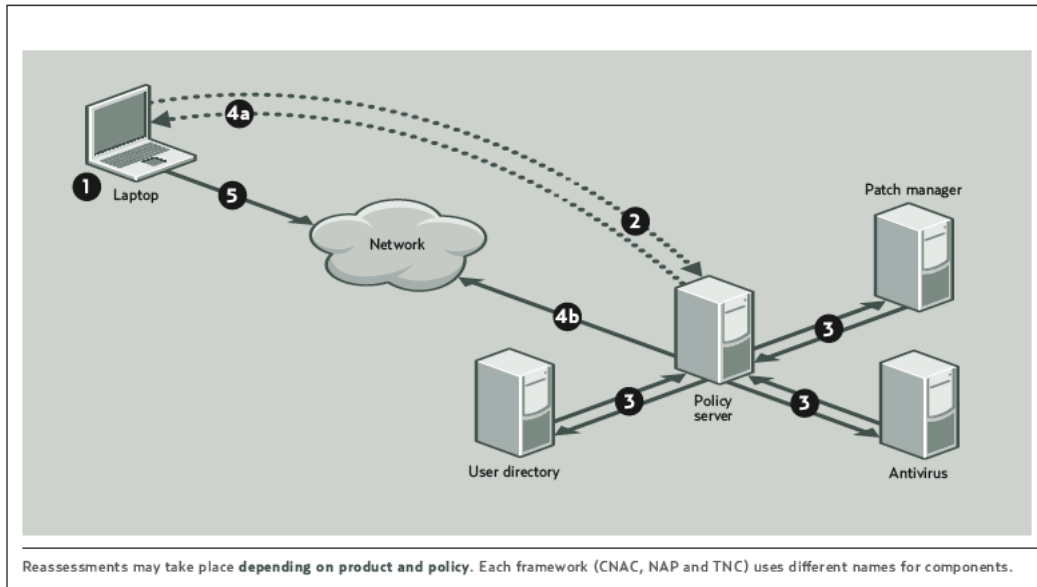 4a
1
Laptop
5
2
Patch manager
Network
3
4b
3
Policy
server
3
User directory
Antivirus
Reassessments may take place depending on product and policy. Each framework (CNAC, NAP and TNC) uses different names for components.